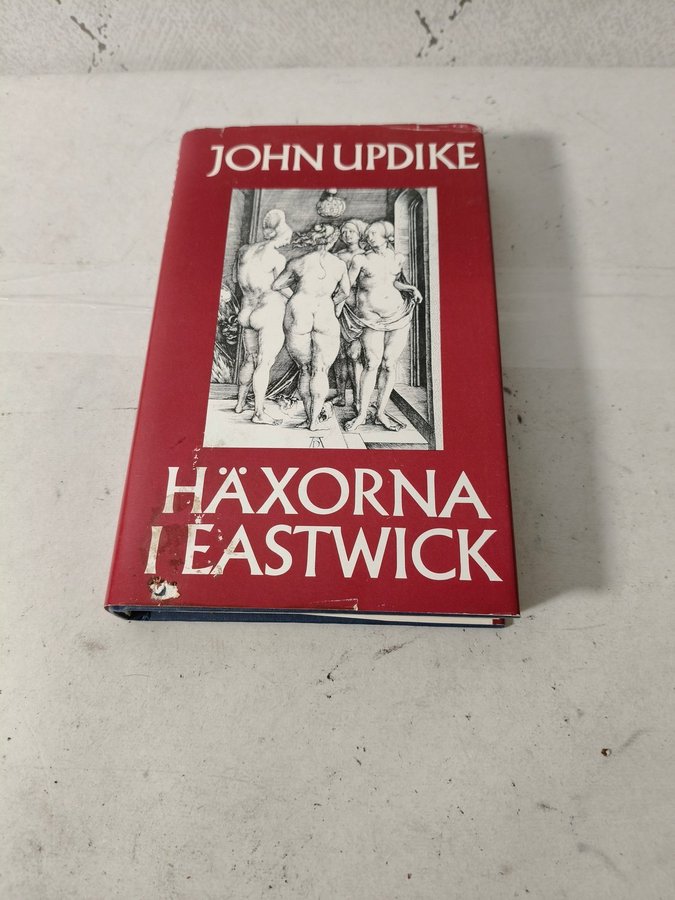 JOHN UPDIKE
HÄXORNA
I EASTWICK